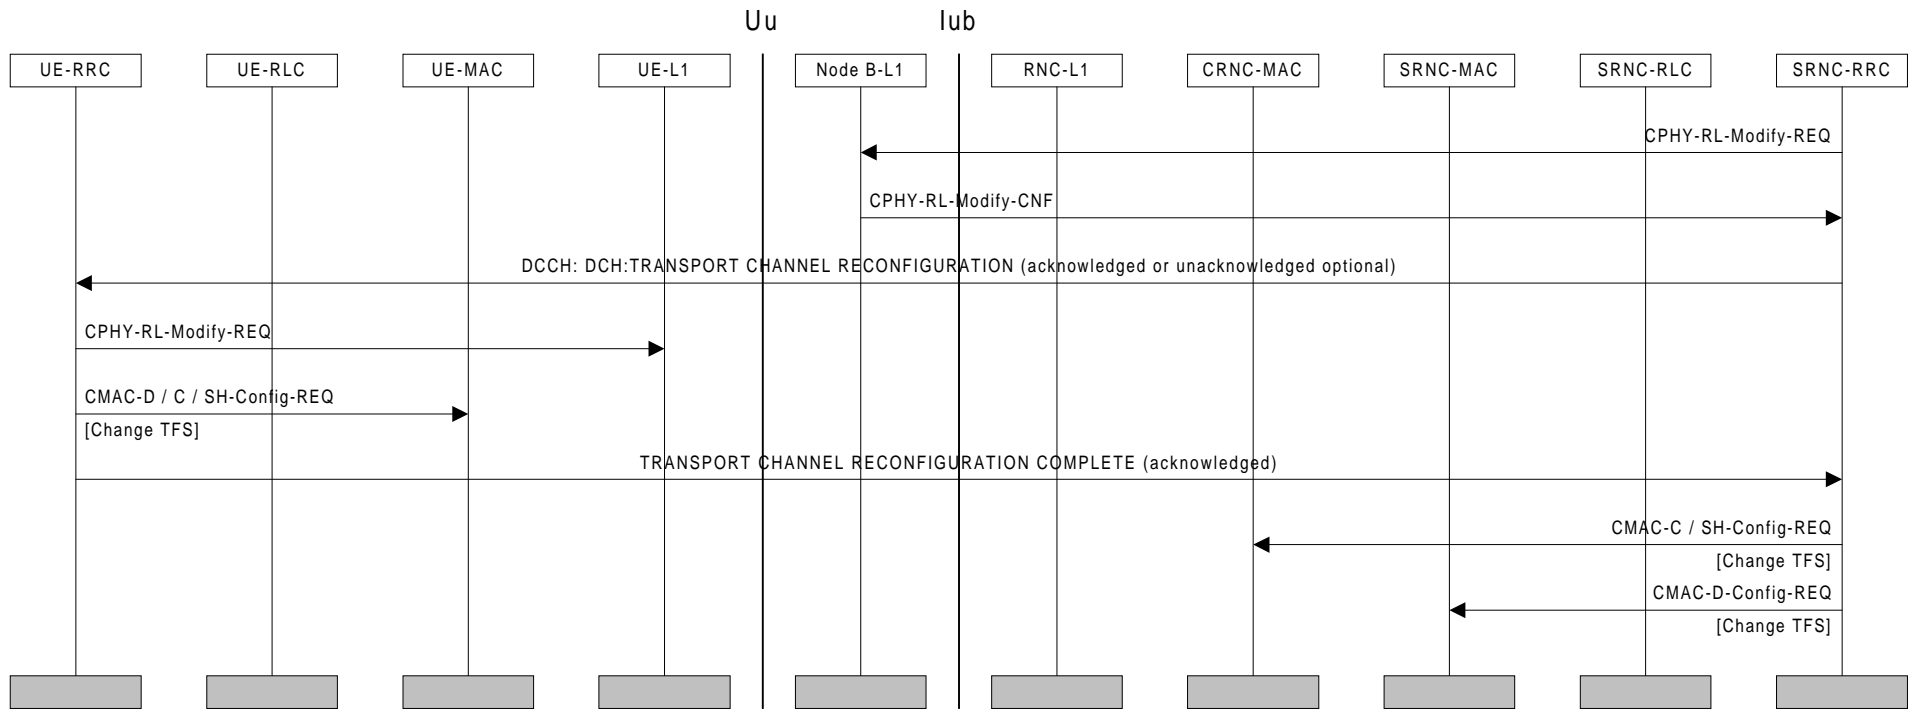 Uu Iub
UE-RRC UE-RLC UE-MAC UE-L1 Node B-L1 RNC-L1 CRNC-MAC SRNC-MAC SRNC-RLC SRNC-RRC
CPHY-RL-Modify-REQ
CPHY-RL-Modify-CNF
DCCH: DCH:TRANSPORT CHANNEL RECONFIGURATION (acknowledged or unacknowledged optional)
CPHY-RL-Modify-REQ
CMAC-D / C / SH-Config-REQ
[Change TFS]
TRANSPORT CHANNEL RECONFIGURATION COMPLETE (acknowledged)
CMAC-C / SH-Config-REQ
[Change TFS]
CMAC-D-Config-REQ
[Change TFS]